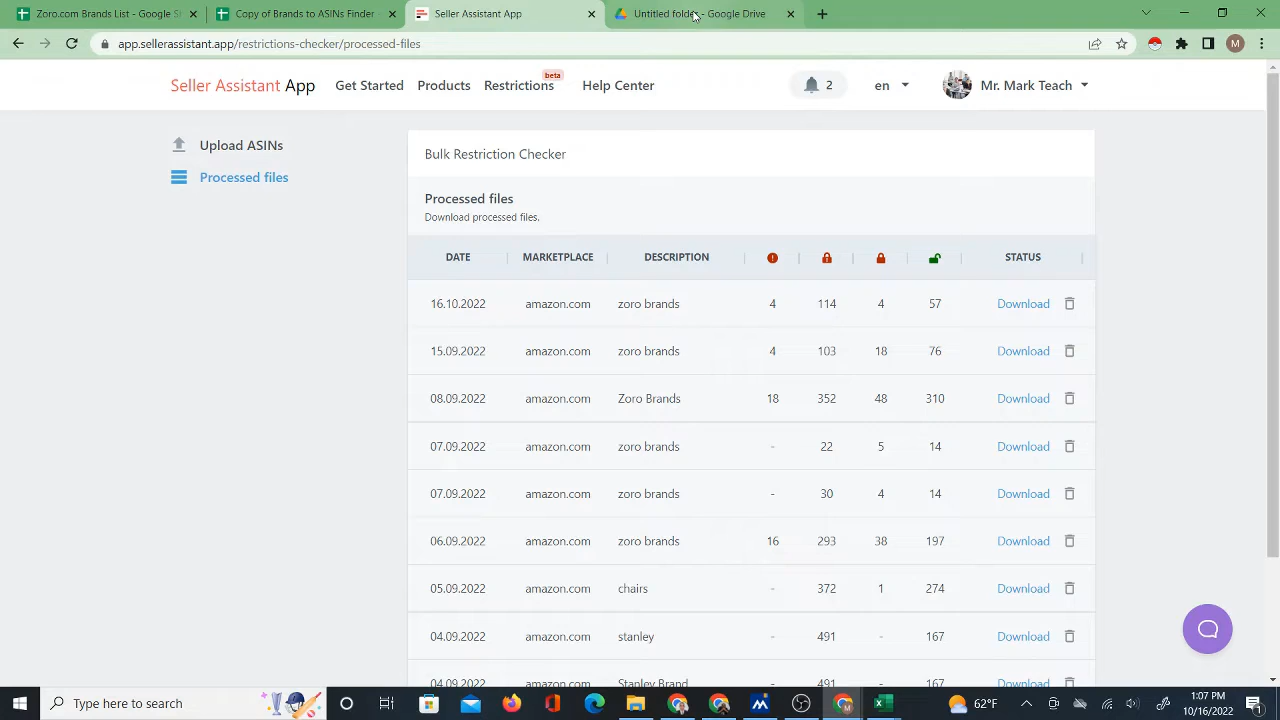 Zoro.com Brands List - Google Sh
Copy of Brands to ASINs Finder
Seller Assistant App
Untitled folder - Google Drive
app.sellerassistant.app/restrictions-checker/processed-files
M
Seller Assistant App
Get Started
Products
Restrictions
beta
Help Center
2
en
Mr. Mark Teach
Upload ASINs
Processed files
Bulk Restriction Checker
Processed files
Download processed files.
DATE MARKETPLACE DESCRIPTION STATUS
16.10.2022 amazon.com zoro brands 4 114 4 57 Download
15.09.2022 amazon.com zoro brands 4 103 18 76 Download
08.09.2022 amazon.com Zoro Brands 18 352 48 310 Download
07.09.2022 amazon.com zoro brands - 22 5 14 Download
07.09.2022 amazon.com zoro brands - 30 4 14 Download
06.09.2022 amazon.com zoro brands 16 293 38 197 Download
05.09.2022 amazon.com chairs - 372 1 274 Download
04.09.2022 amazon.com stanley - 491 - 167 Download
04.09.2022 amazon.com Stanley Brand - 491 - 167 Download
Type here to search
62°F
1:07 PM
10/16/2022